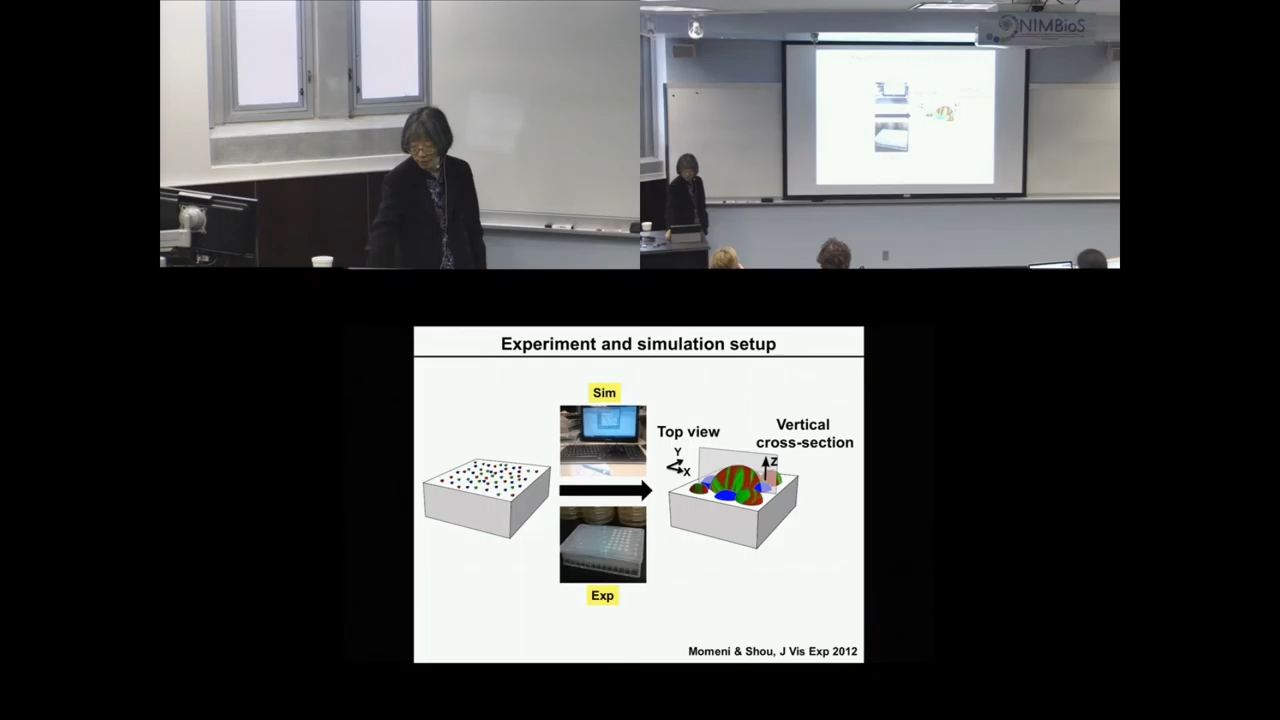 NIMBioS
Experiment and simulation setup
Sim
Top view
Vertical
cross-section
Y
X
Z
Exp
Momeni & Shou, J Vis Exp 2012